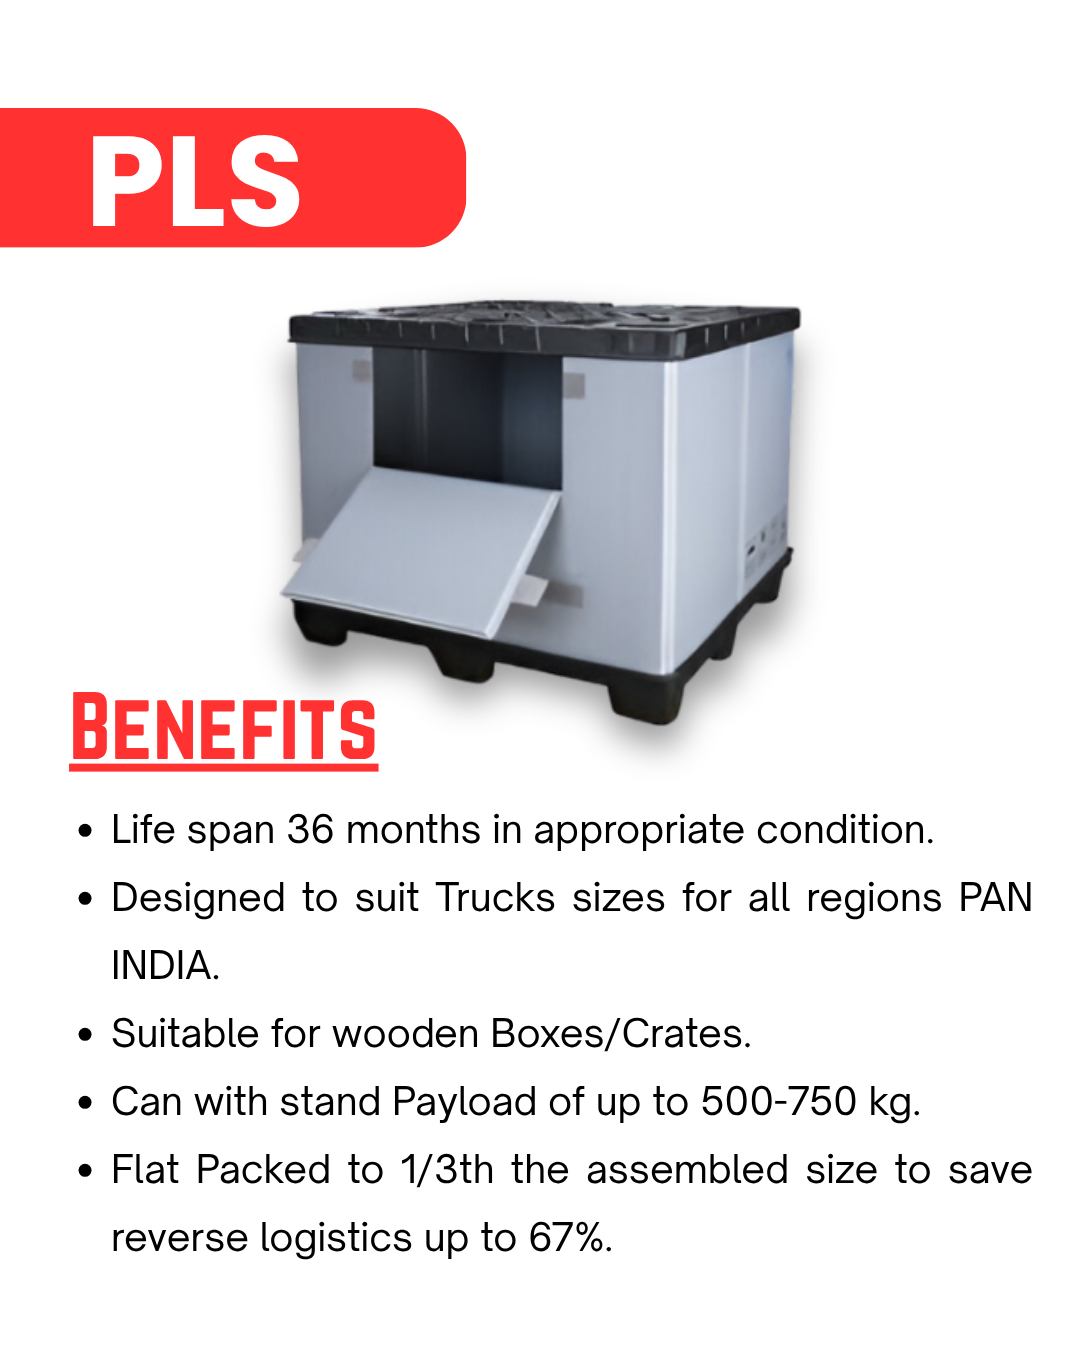 PLS
BENEFITS
Life span 36 months in appropriate condition.
Designed to suit Trucks sizes for all regions PAN
INDIA.
Suitable for wooden Boxes/Crates.
Can with stand Payload of up to 500-750 kg.
Flat Packed to 1/3th the assembled size to save
reverse logistics up to 67%.